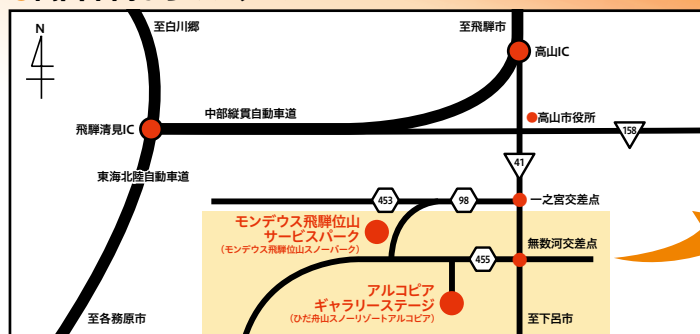 至白川郷
至飛騨市
N
高山IC
中部縦貫自動車道
高山市役所
飛騨清見IC
158
41
東海北陸自動車道
453
98
一之宮交差点
モンデウス飛騨位山
サービスパーク
(モンデウス飛騨位山スノーパーク)
無数河交差点
455
アルコピア
ギャラリーステージ
(ひだ舟山スノーリゾートアルコピア)
至各務原市
至下呂市